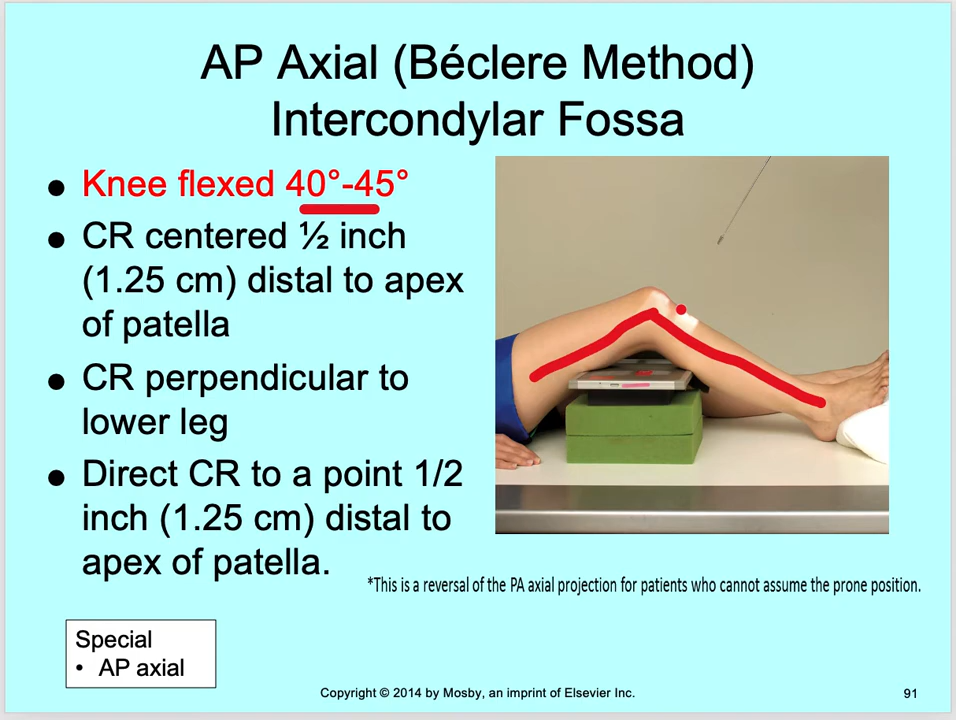 AP Axial (Béclere Method)
Intercondylar Fossa
● Knee flexed 40°-45°
● CR centered ½ inch
(1.25 cm) distal to apex
of patella
● CR perpendicular to
lower leg
● Direct CR to a point 1/2
inch (1.25 cm) distal to
apex of patella.
*This is a reversal of the PA axial projection for patients who cannot assume the prone position.
Special
• AP axial
Copyright © 2014 by Mosby, an imprint of Elsevier Inc.
91